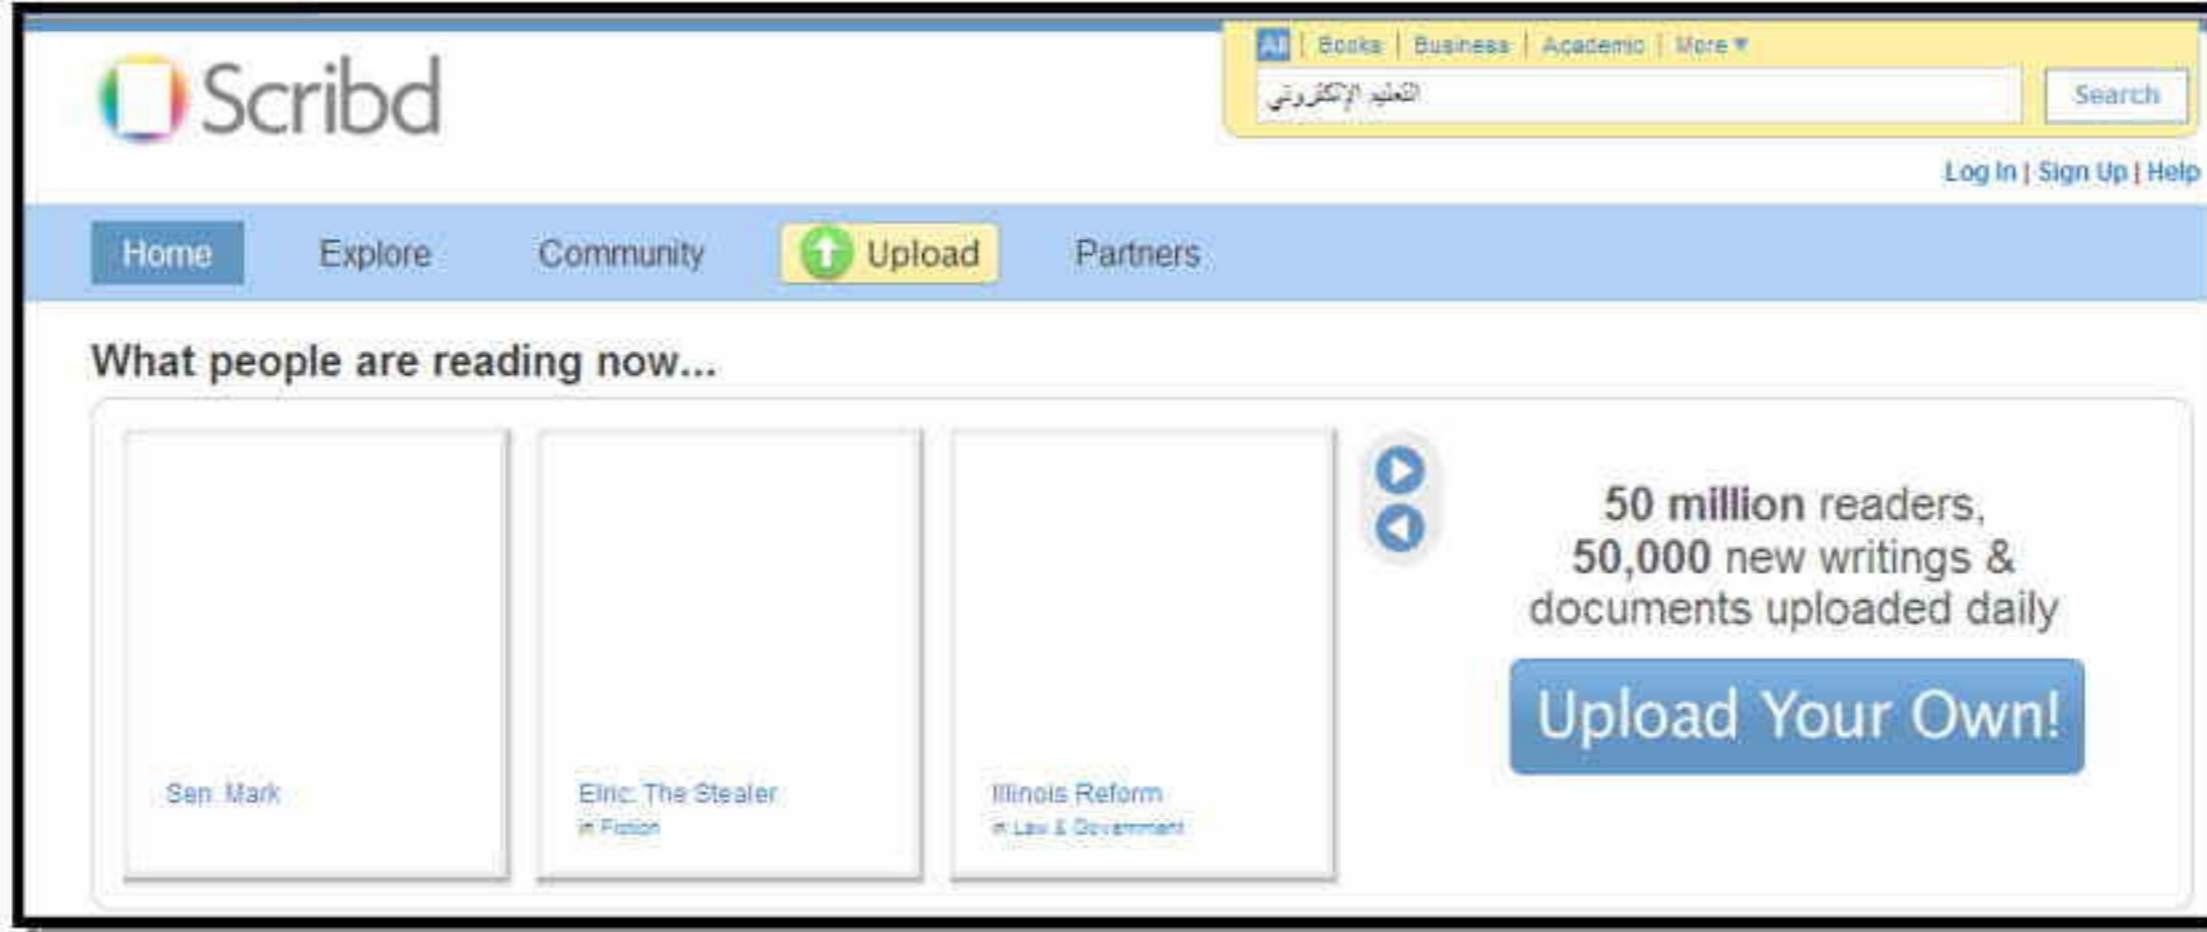 Scribd
All | Books | Business | Academic | More ▼
التعليم الإلكتروني
Search
Log In | Sign Up | Help
Home Explore Community Upload Partners
What people are reading now...
50 million readers,
50,000 new writings &
documents uploaded daily
Upload Your Own!
Sen. Mark
Elric: The Stealer
in Fiction
Illinois Reform
in Law & Government